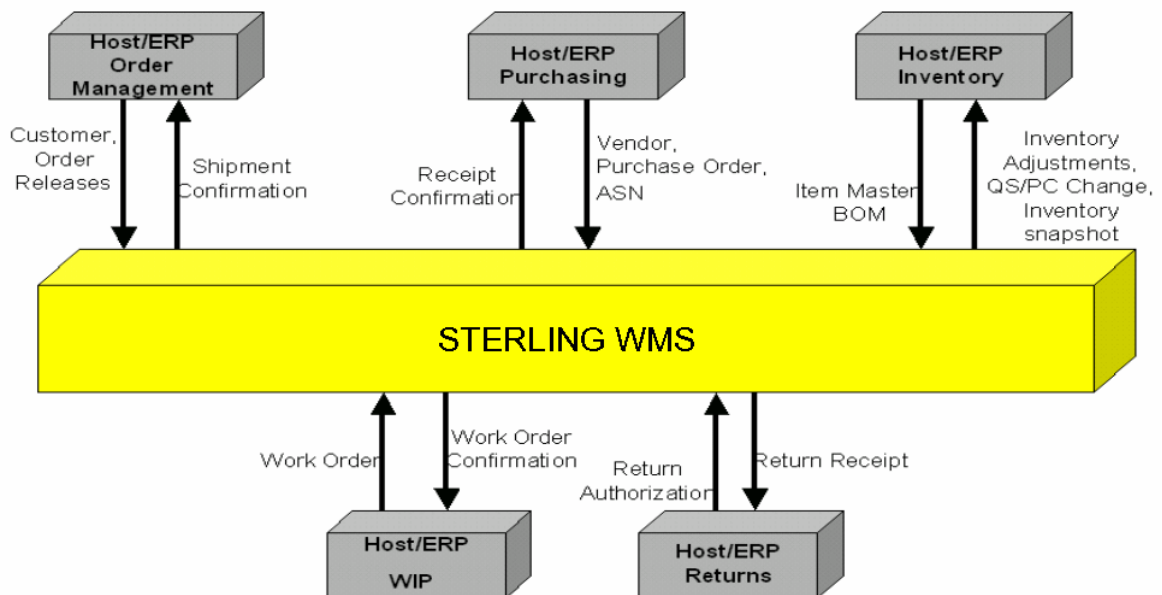 Host/ERP
Order
Management
Host/ERP
Purchasing
Host/ERP
Inventory
Customer,
Order
Releases
Shipment
Confirmation
Receipt
Confirmation
Vendor,
Purchase Order,
ASN
Item Master
BOM
Inventory
Adjustments,
QS/PC Change,
Inventory
snapshot
STERLING WMS
Work Order
Work Order
Confirmation
Return
Authorization
Return Receipt
Host/ERP
WIP
Host/ERP
Returns